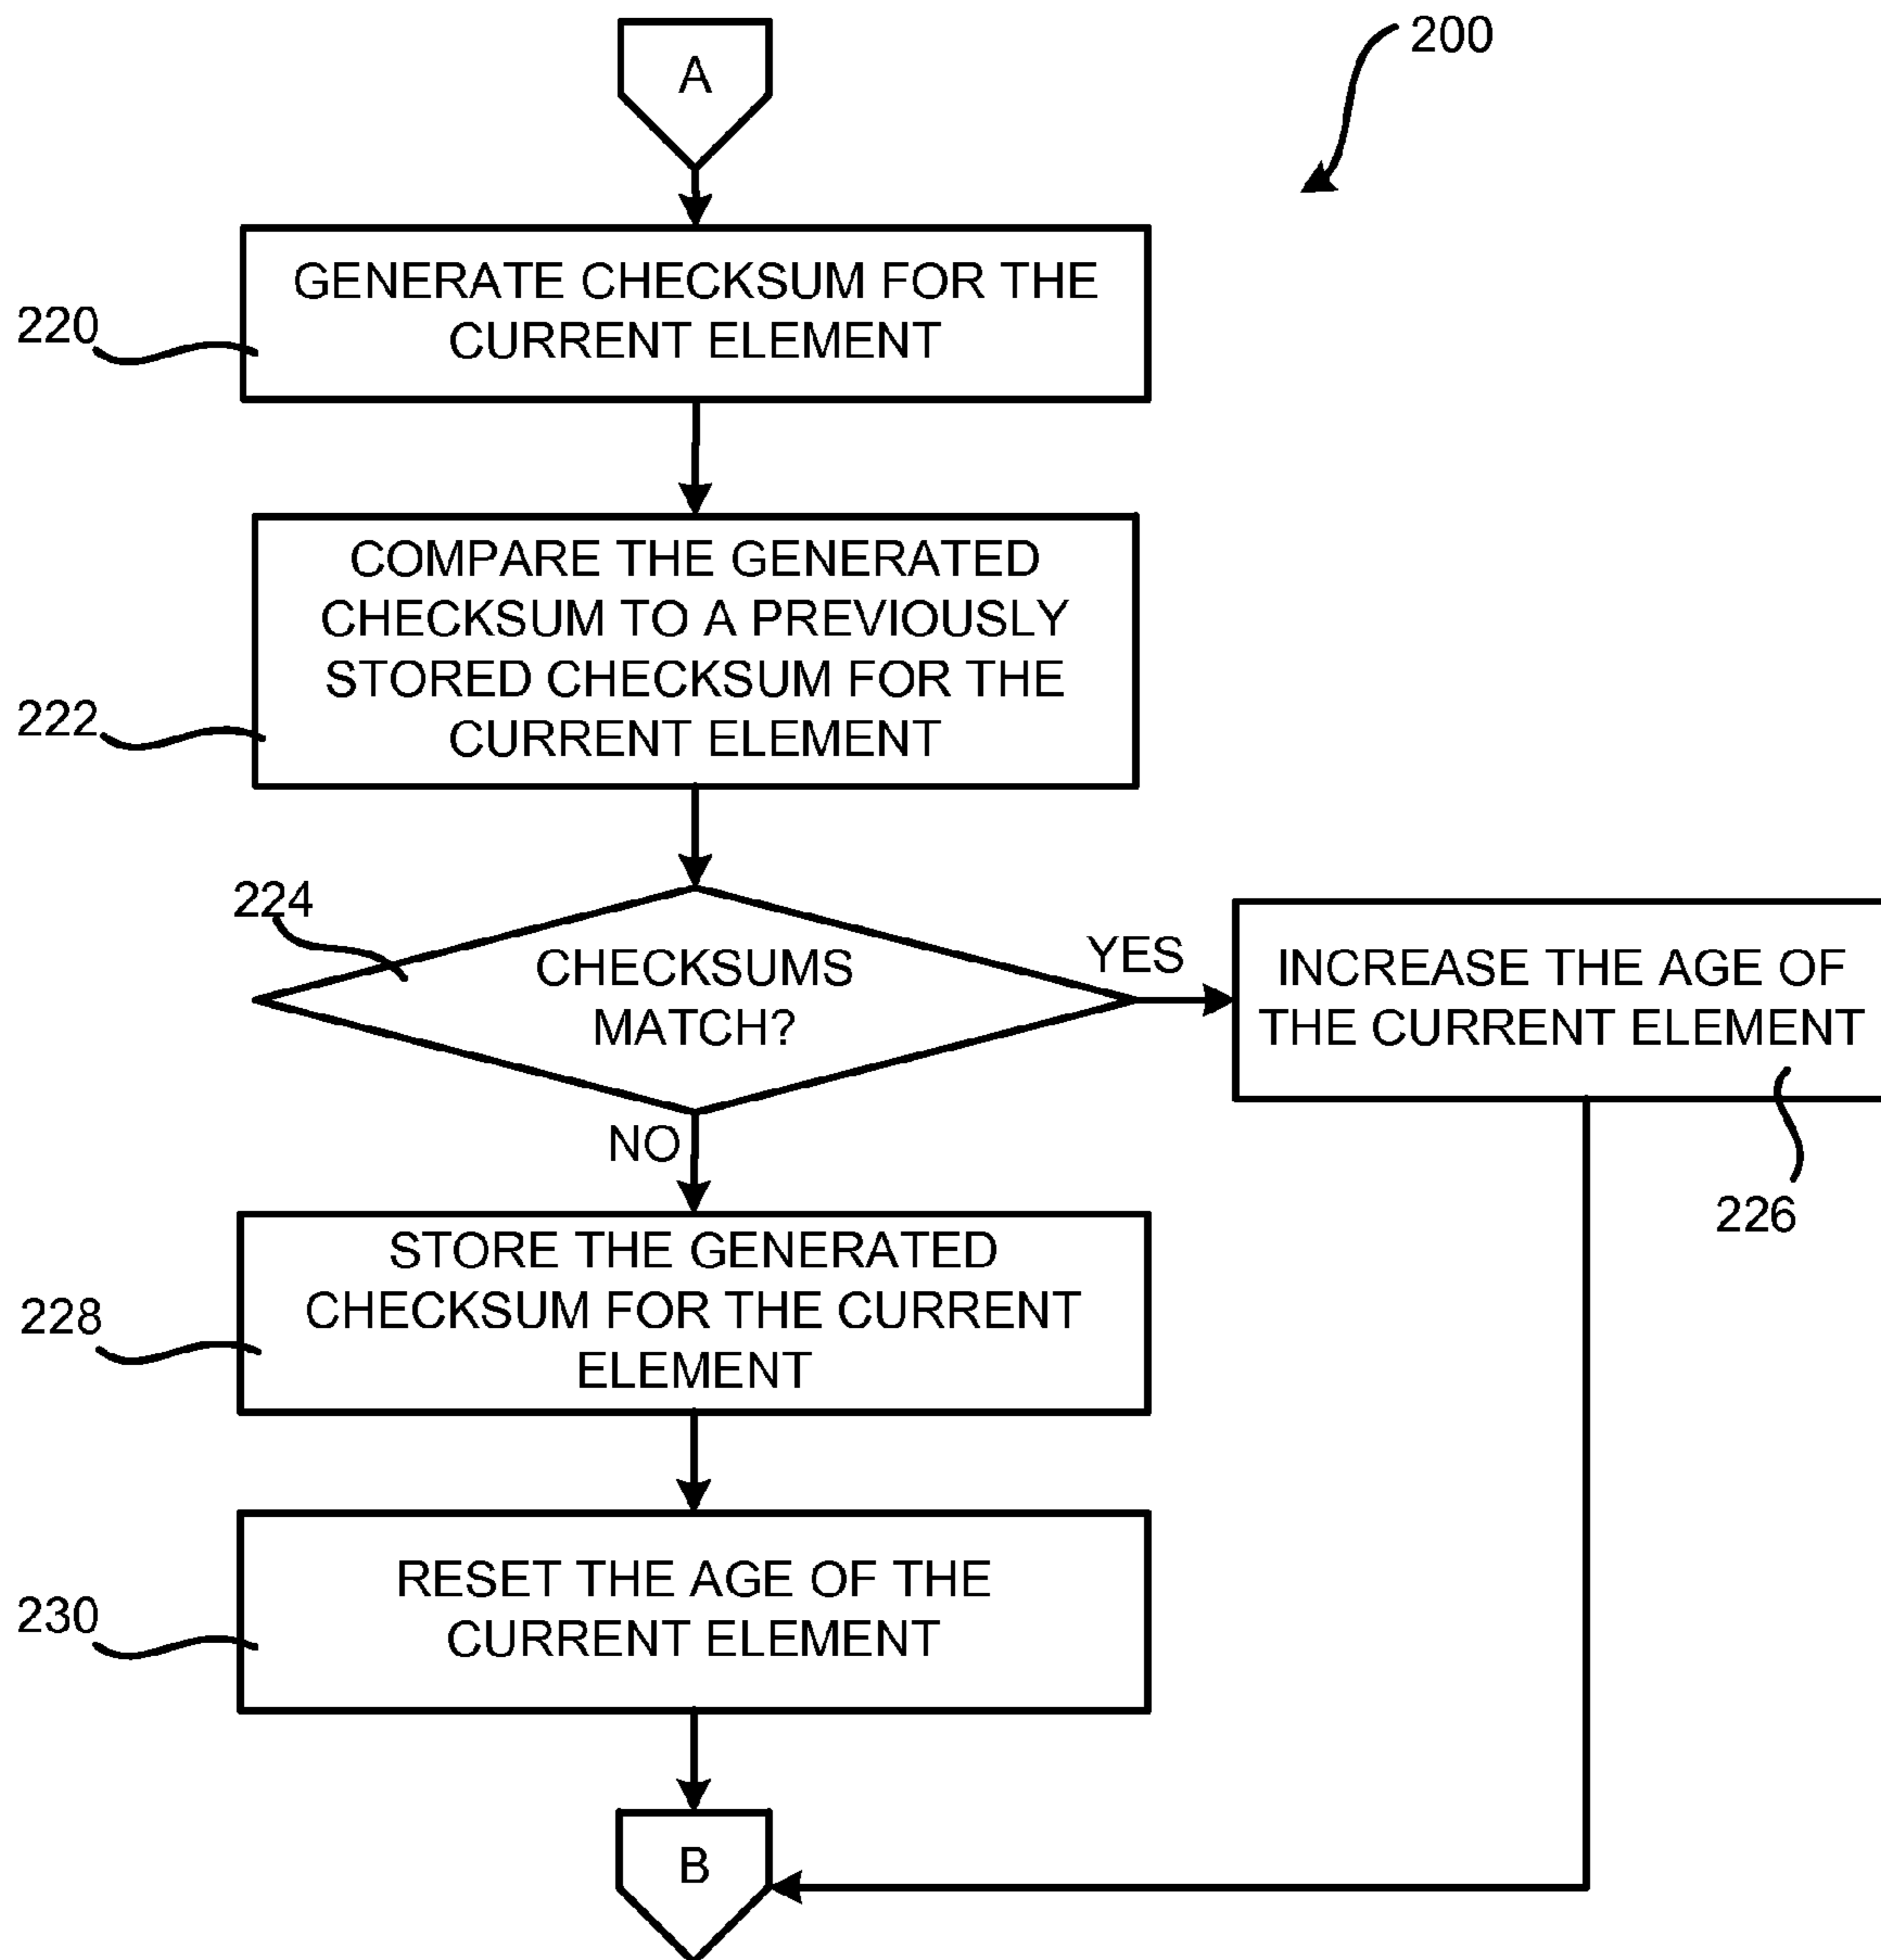 200
A
GENERATE CHECKSUM FOR THE
CURRENT ELEMENT
220
COMPARE THE GENERATED
CHECKSUM TO A PREVIOUSLY
STORED CHECKSUM FOR THE
CURRENT ELEMENT
222
224
CHECKSUMS
MATCH?
YES
INCREASE THE AGE OF
THE CURRENT ELEMENT
226
NO
STORE THE GENERATED
CHECKSUM FOR THE CURRENT
ELEMENT
228
RESET THE AGE OF THE
CURRENT ELEMENT
230
B